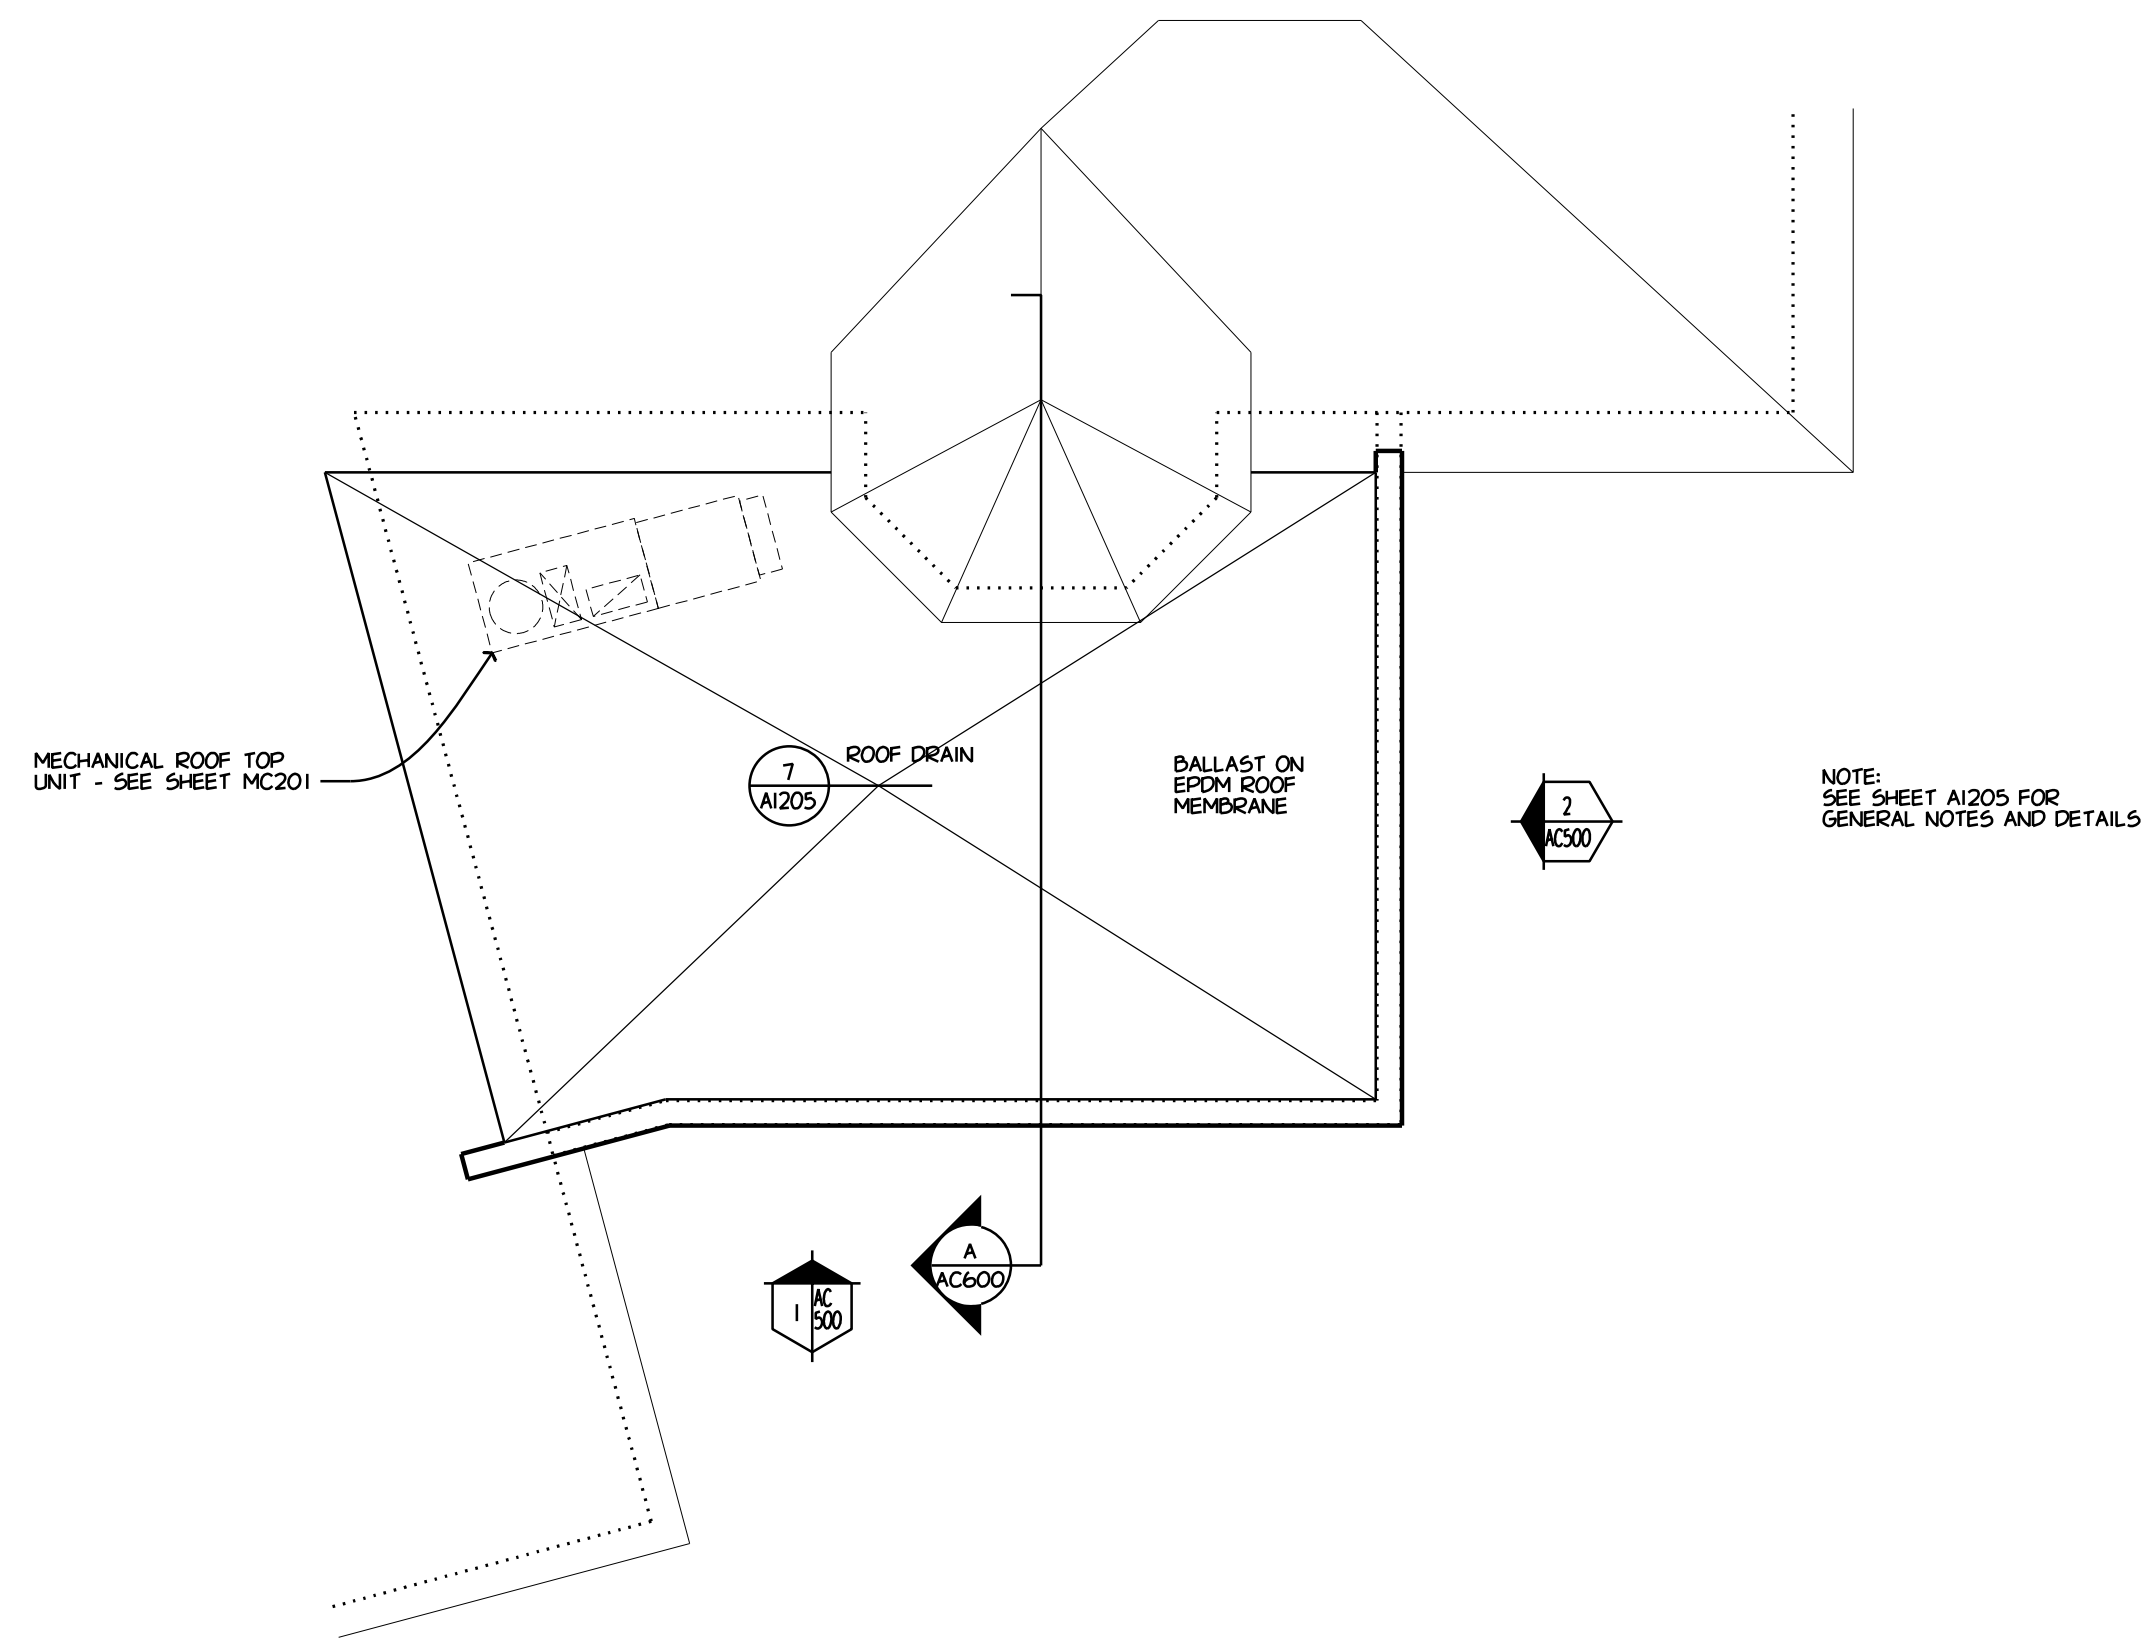 MECHANICAL ROOF TOP
UNIT - SEE SHEET MC201
7
A1205
ROOF DRAIN
BALLAST ON
EPDM ROOF
MEMBRANE
2
AC500
NOTE:
SEE SHEET A1205 FOR
GENERAL NOTES AND DETAILS
A
AC600
1
AC
500